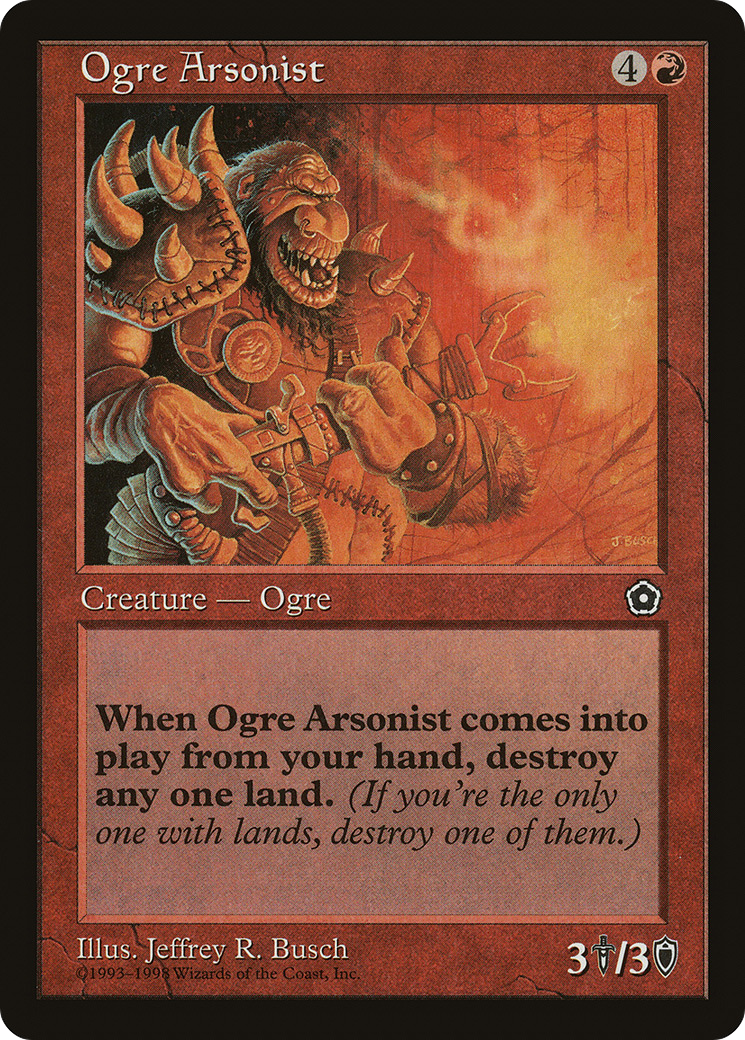 Ogre Arsonist 4
J. BUSCH
Creature — Ogre
When Ogre Arsonist comes into
play from your hand, destroy
any one land. (If you're the only
one with lands, destroy one of them.)
Illus. Jeffrey R. Busch
©1993–1998 Wizards of the Coast, Inc.
3/3